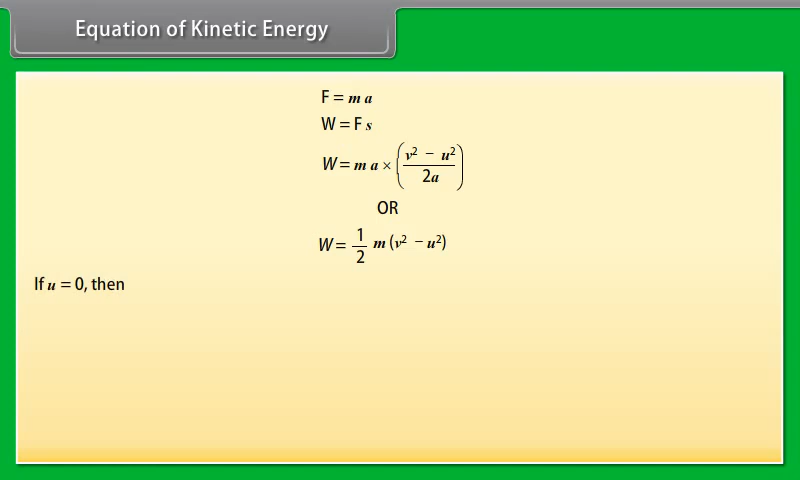 Equation of Kinetic Energy
F = m a
W = F s
W = m a × ( v² − u² / 2a )
OR
W = 1/2 m (v² − u²)
If u = 0, then